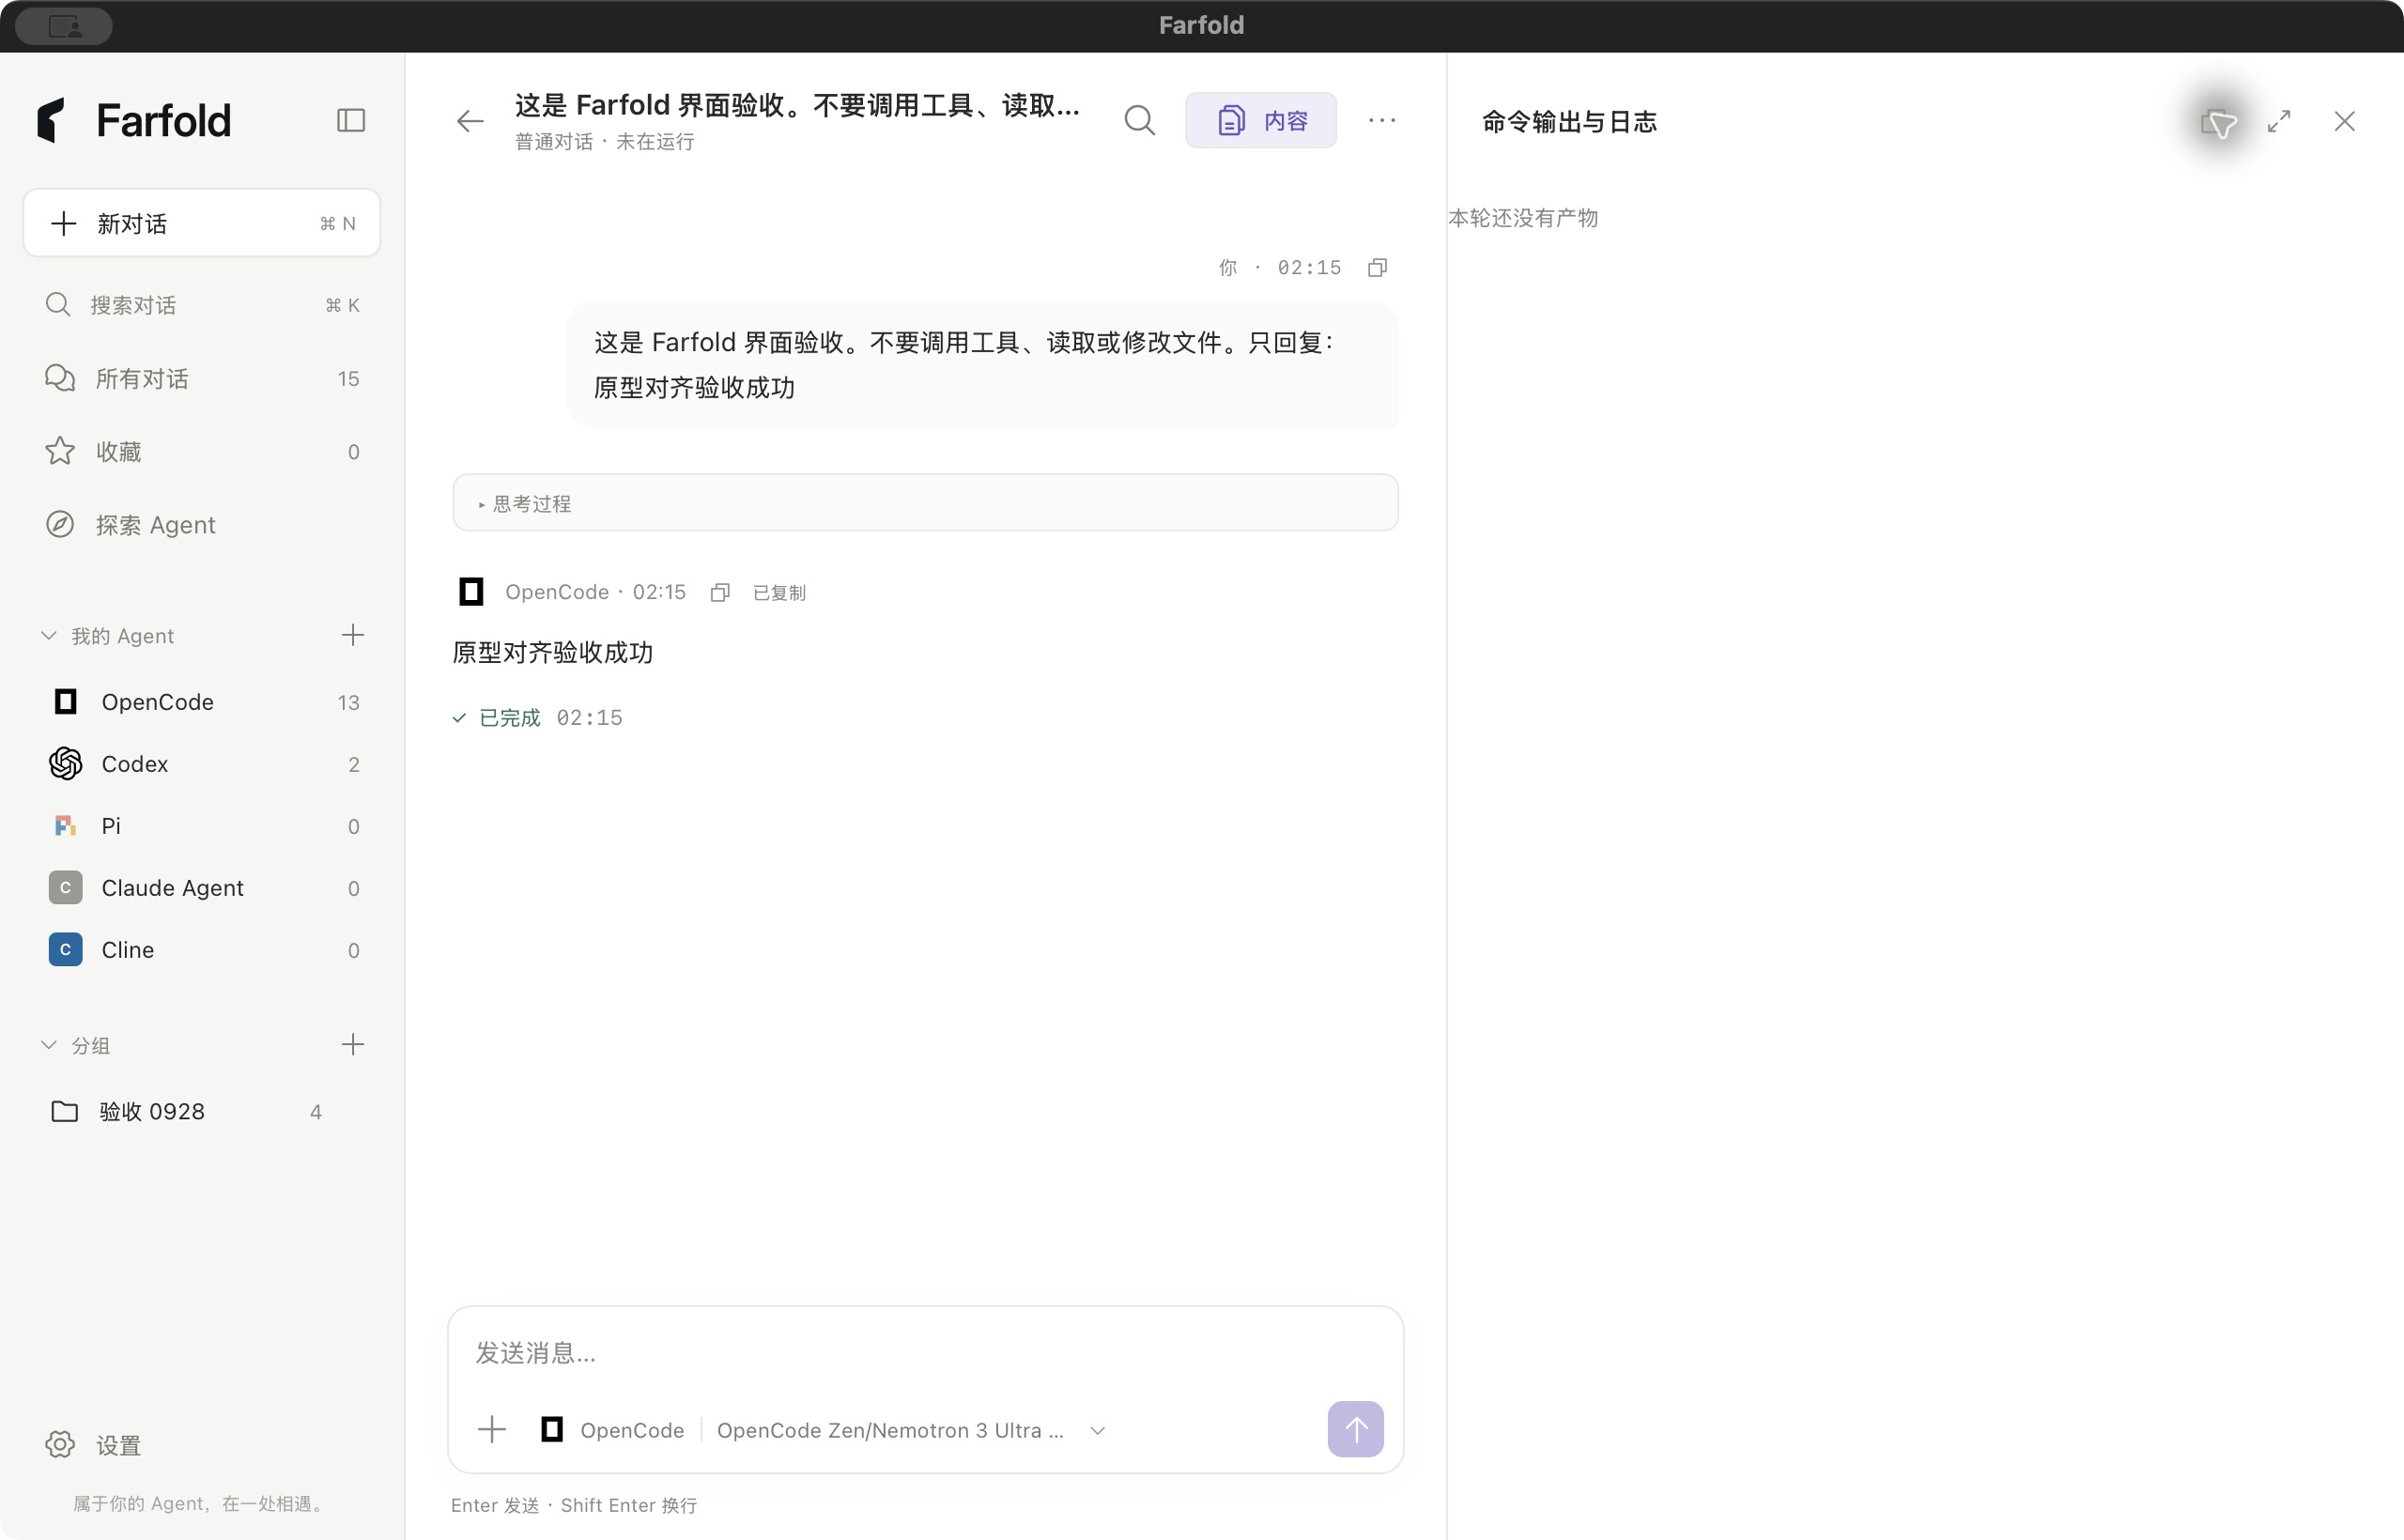 Farfold
Farfold
新对话 ⌘ N
搜索对话 ⌘ K
所有对话 15
收藏 0
探索 Agent
我的 Agent
OpenCode 13
Codex 2
Pi 0
C Claude Agent 0
C Cline 0
分组
验收 0928 4
设置
属于你的 Agent，在一处相遇。
这是 Farfold 界面验收。不要调用工具、读取...
普通对话 · 未在运行
内容
你 · 02:15
这是 Farfold 界面验收。不要调用工具、读取或修改文件。只回复：
原型对齐验收成功
思考过程
OpenCode · 02:15 已复制
原型对齐验收成功
已完成 02:15
发送消息...
OpenCode OpenCode Zen/Nemotron 3 Ultra ...
Enter 发送 · Shift Enter 换行
命令输出与日志
本轮还没有产物